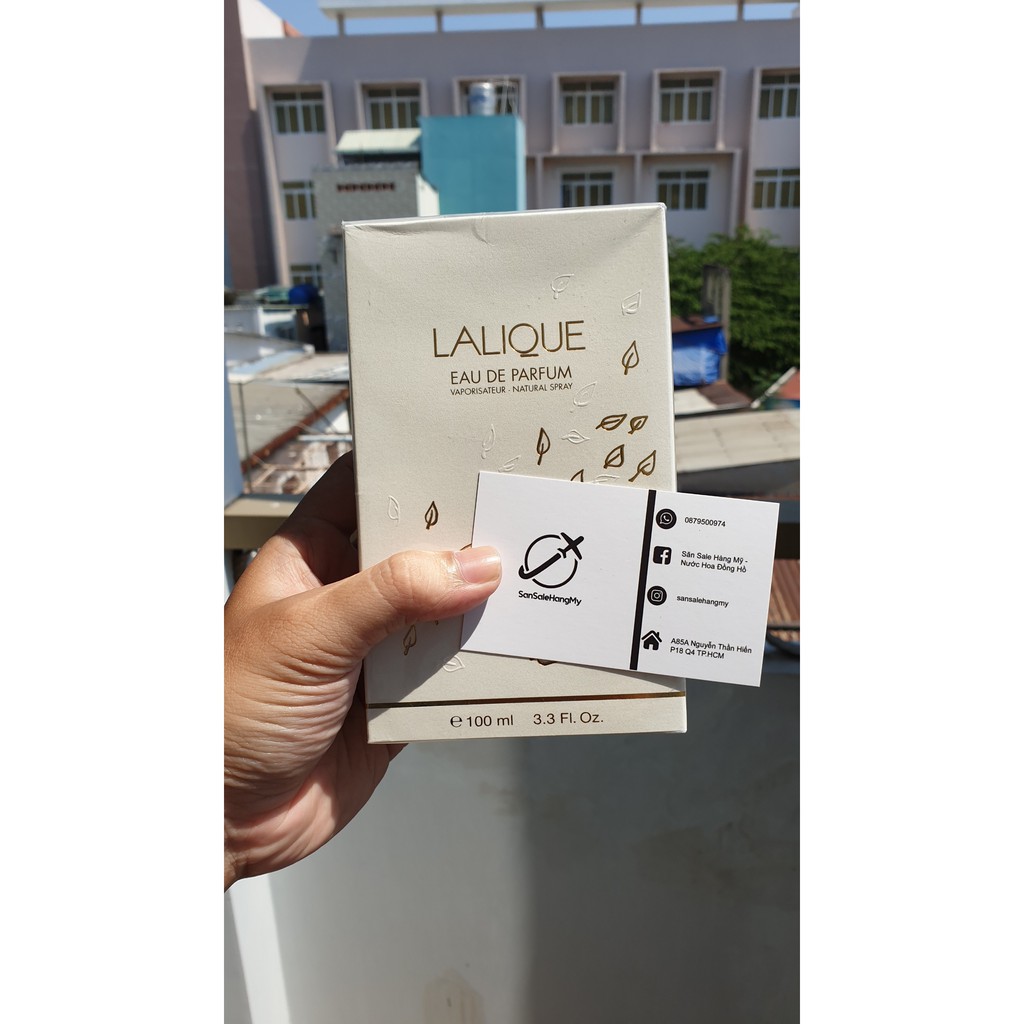 LALIQUE
EAU DE PARFUM
VAPORISATEUR - NATURAL SPRAY
SanSaleHangMy
0879500974
Săn Sale Hàng Mỹ -
Nước Hoa Đồng Hồ
sansalehangmy
A85A Nguyễn Thần Hiến
P18 Q4 TP.HCM
e 100 ml 3.3 Fl. Oz.